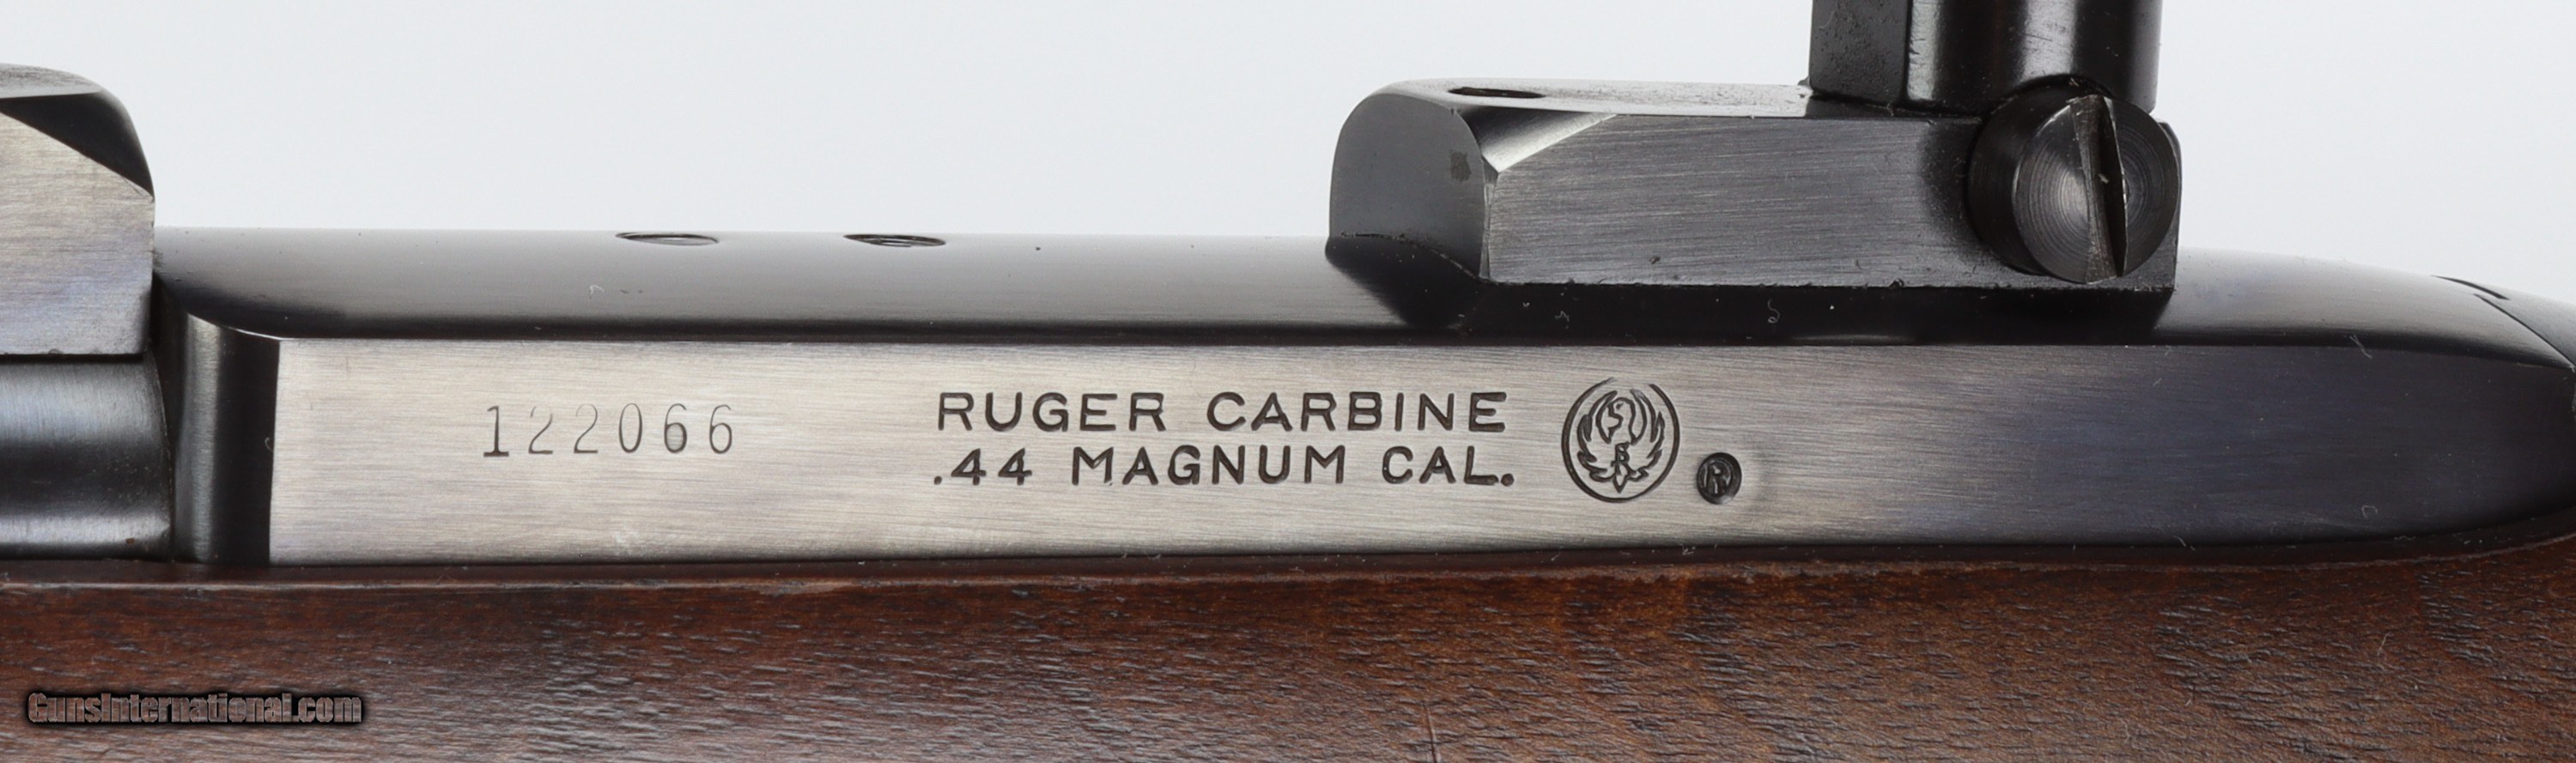 122066
RUGER CARBINE
.44 MAGNUM CAL.
®
GunsInternational.com